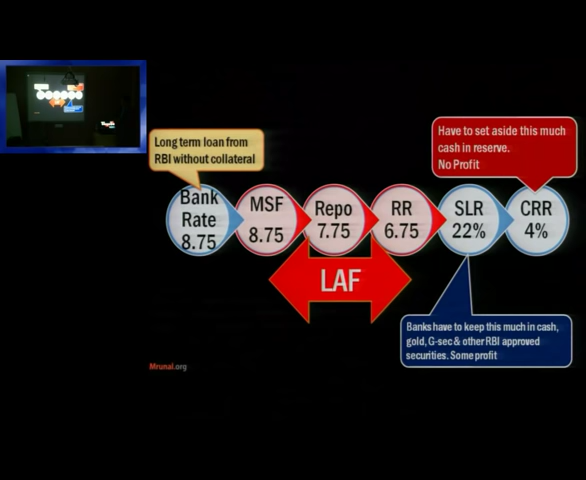 Long term loan from
RBI without collateral
Have to set aside this much
cash in reserve.
No Profit
Bank
Rate
8.75
MSF
8.75
Repo
7.75
RR
6.75
SLR
22%
CRR
4%
LAF
Banks have to keep this much in cash,
gold, G-sec & other RBI approved
securities. Some profit
Mrunal.org